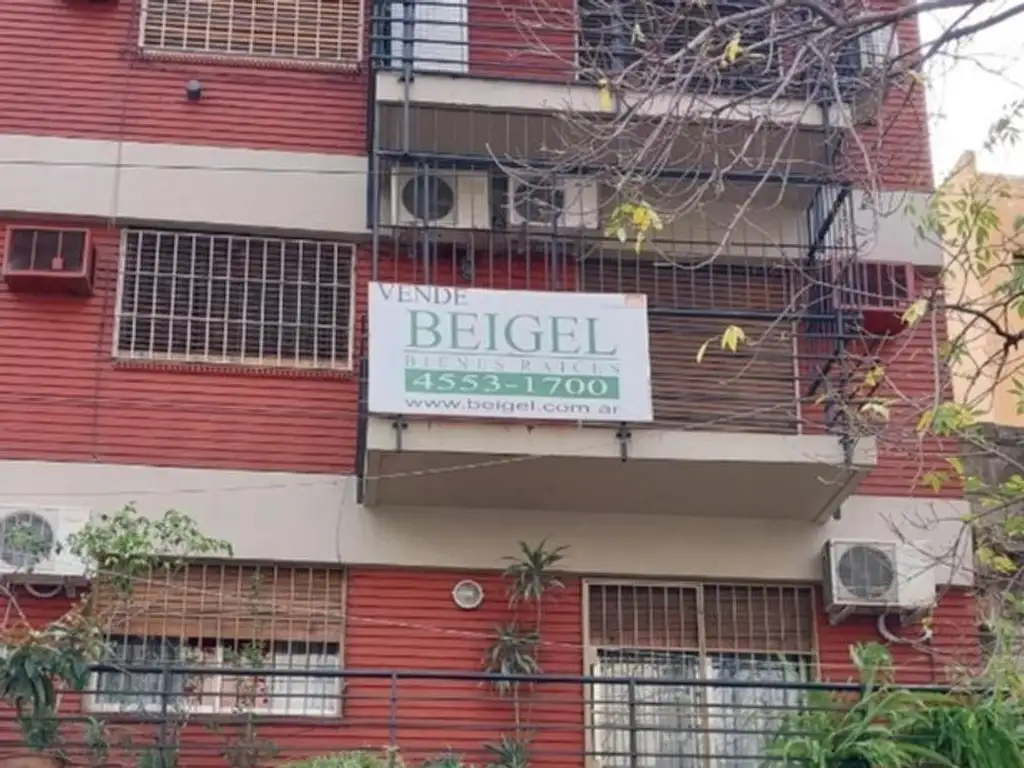 VENDE
BEIGEL
BIENES RAICES
4553-1700
www.beigel.com.ar